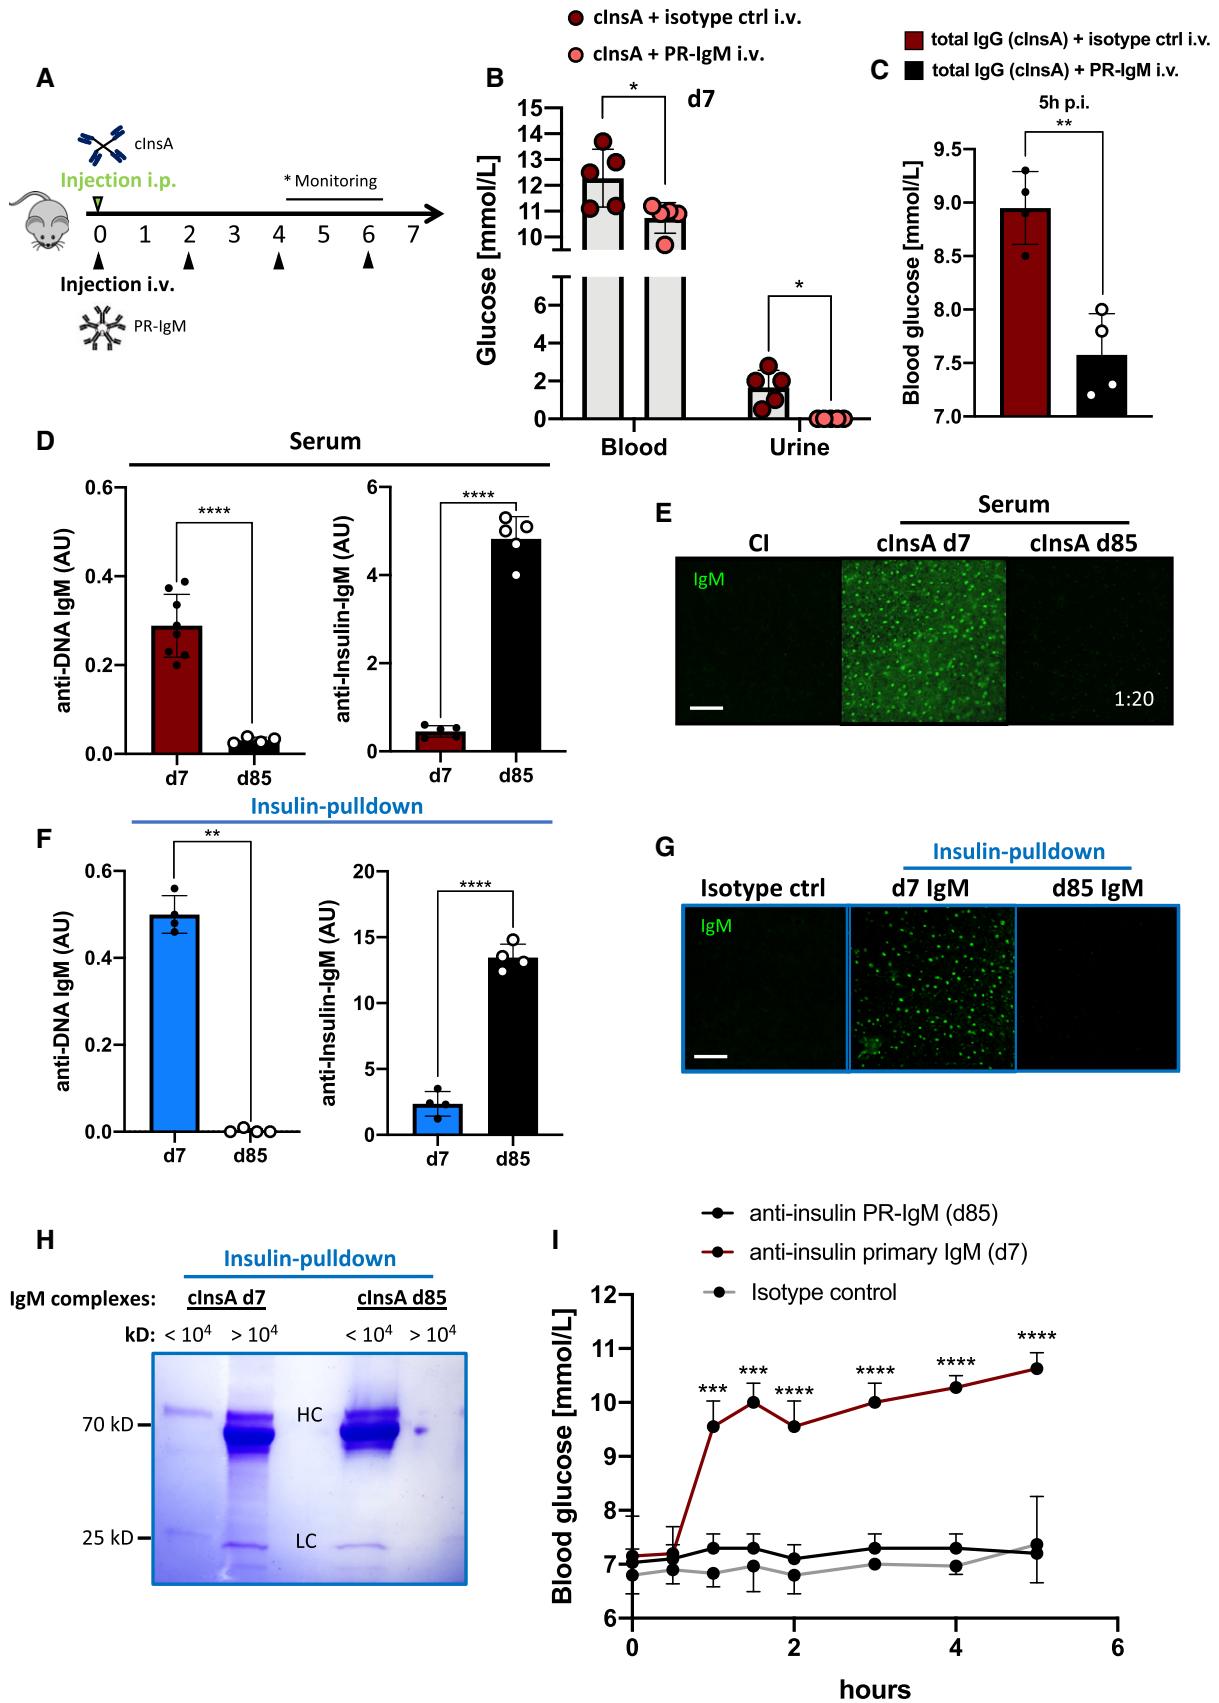 A
cInsA
Injection i.p.
* Monitoring
0 1 2 3 4 5 6 7
Injection i.v.
PR-IgM
cInsA + isotype ctrl i.v.
cInsA + PR-IgM i.v.
B
d7
*
Glucose [mmol/L]
15
14
13
12
11
10
6
4
2
0
*
Blood
Urine
C
total IgG (cInsA) + isotype ctrl i.v.
total IgG (cInsA) + PR-IgM i.v.
5h p.i.
**
Blood glucose [mmol/L]
9.5
9.0
8.5
8.0
7.5
7.0
D
Serum
anti-DNA IgM (AU)
0.6
0.4
0.2
0.0
****
d7
d85
anti-Insulin-IgM (AU)
6
4
2
0
****
d7
d85
E
Serum
CI
cInsA d7
cInsA d85
IgM
1:20
F
Insulin-pulldown
anti-DNA IgM (AU)
0.6
0.4
0.2
0.0
**
d7
d85
anti-Insulin-IgM (AU)
20
15
10
5
0
****
d7
d85
G
Insulin-pulldown
Isotype ctrl
d7 IgM
d85 IgM
IgM
H
Insulin-pulldown
IgM complexes: cInsA d7 cInsA d85
kD: < 10⁴ > 10⁴ < 10⁴ > 10⁴
70 kD
HC
25 kD
LC
I
anti-insulin PR-IgM (d85)
anti-insulin primary IgM (d7)
Isotype control
Blood glucose [mmol/L]
12
11
10
9
8
7
6
*** *** **** **** **** ****
0 2 4 6
hours